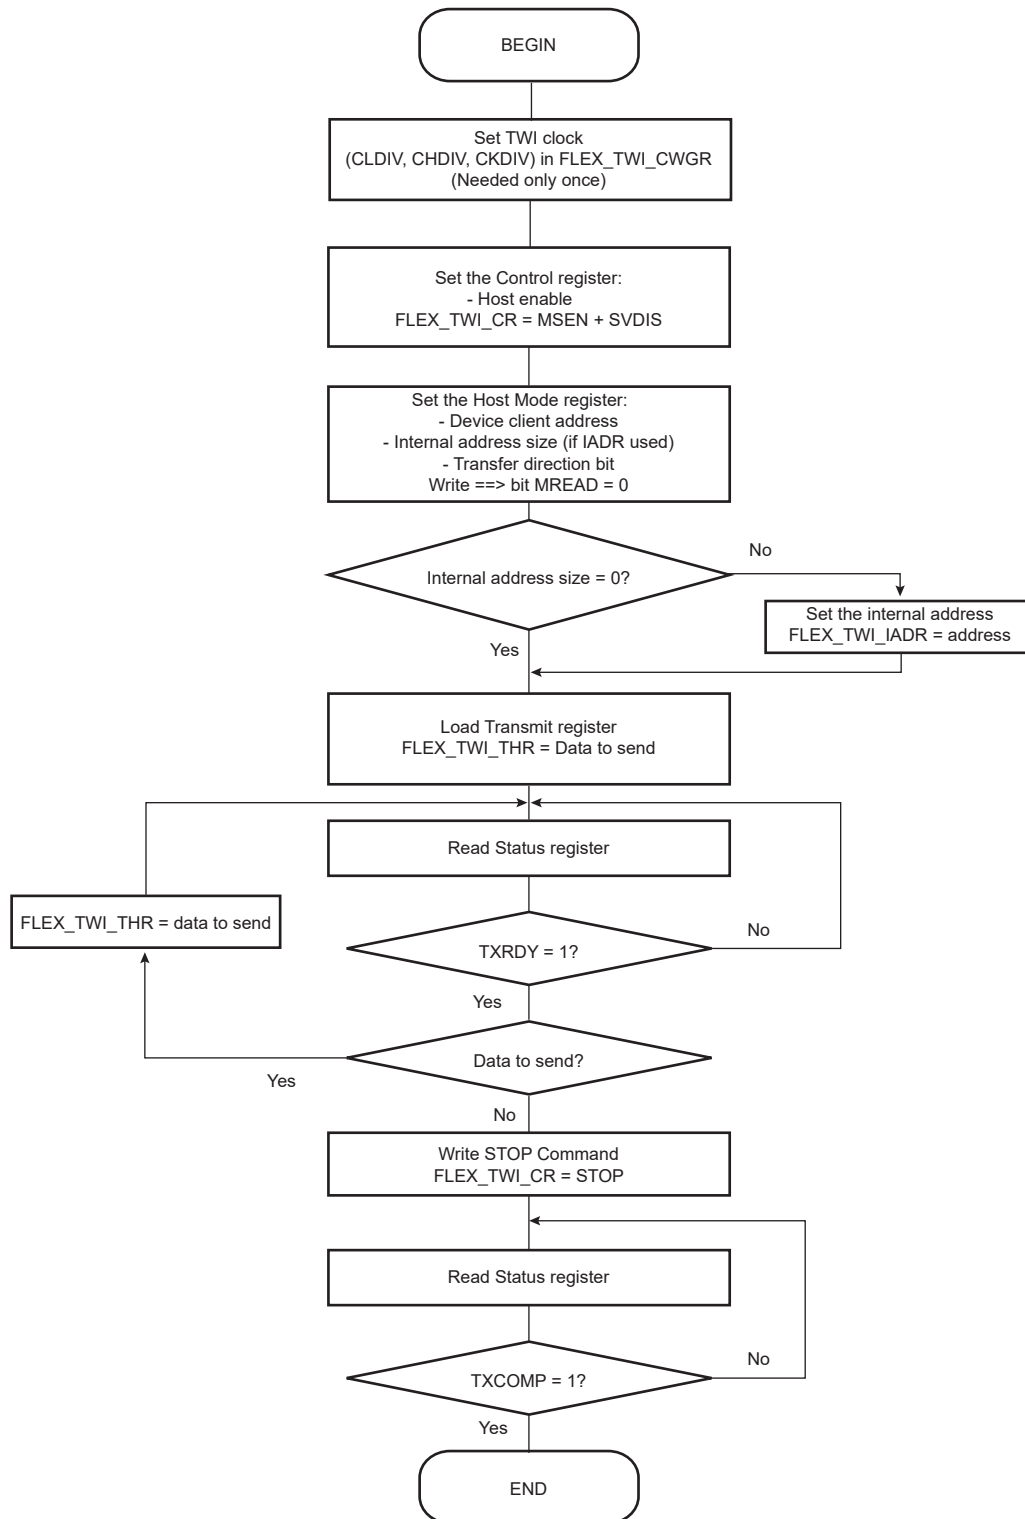 BEGIN
Set TWI clock
(CLDIV, CHDIV, CKDIV) in FLEX_TWI_CWGR
(Needed only once)
Set the Control register:
- Host enable
FLEX_TWI_CR = MSEN + SVDIS
Set the Host Mode register:
- Device client address
- Internal address size (if IADR used)
- Transfer direction bit
Write ==> bit MREAD = 0
No
Internal address size = 0?
Set the internal address
FLEX_TWI_IADR = address
Yes
Load Transmit register
FLEX_TWI_THR = Data to send
Read Status register
FLEX_TWI_THR = data to send
No
TXRDY = 1?
Yes
Data to send?
Yes
No
Write STOP Command
FLEX_TWI_CR = STOP
Read Status register
No
TXCOMP = 1?
Yes
END